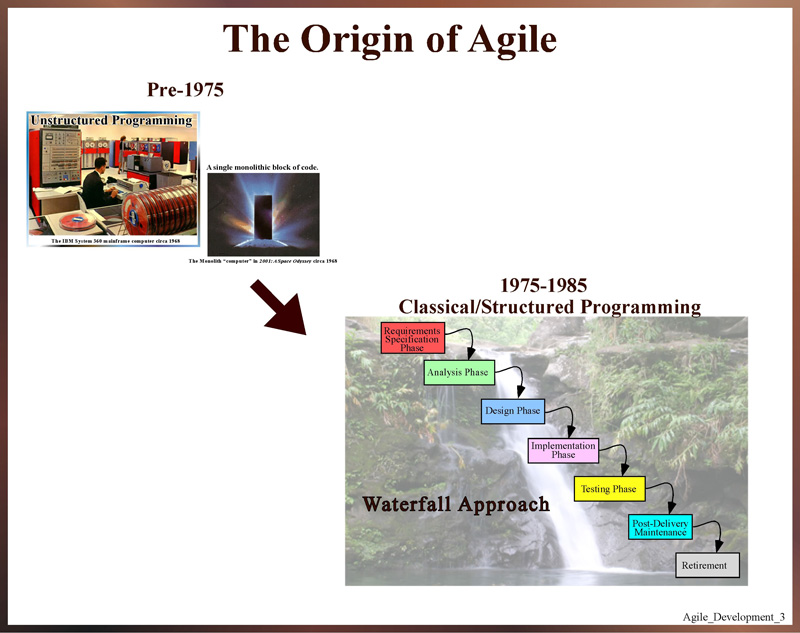 The Origin of Agile
Pre-1975
Unstructured Programming
The IBM System 360 mainframe computer circa 1968
A single monolithic block of code.
The Monolith "computer" in 2001: A Space Odyssey circa 1968
1975-1985
Classical/Structured Programming
Requirements
Specification
Phase
Analysis Phase
Design Phase
Implementation
Phase
Testing Phase
Waterfall Approach
Post-Delivery
Maintenance
Retirement
Agile_Development_3